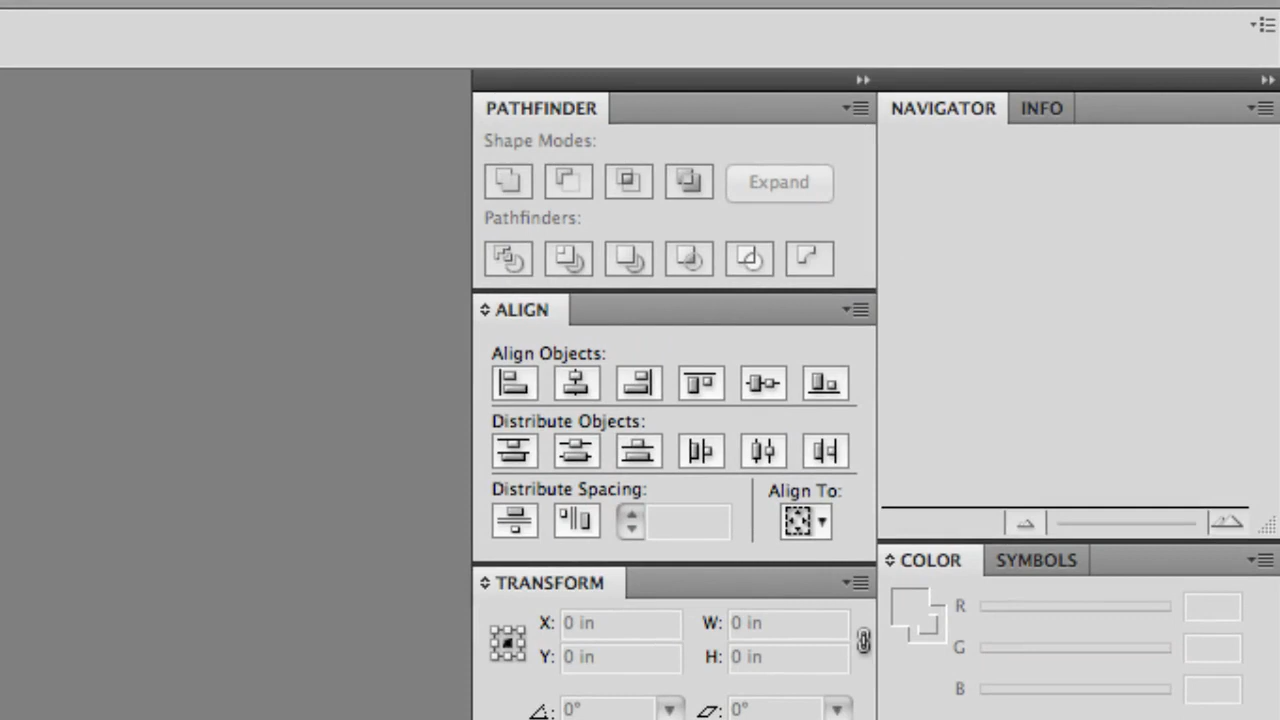 PATHFINDER
Shape Modes:
Expand
Pathfinders:
ALIGN
Align Objects:
Distribute Objects:
Distribute Spacing:
Align To:
TRANSFORM
X: 0 in W: 0 in
Y: 0 in H: 0 in
0° 0°
NAVIGATOR INFO
COLOR SYMBOLS
R
G
B